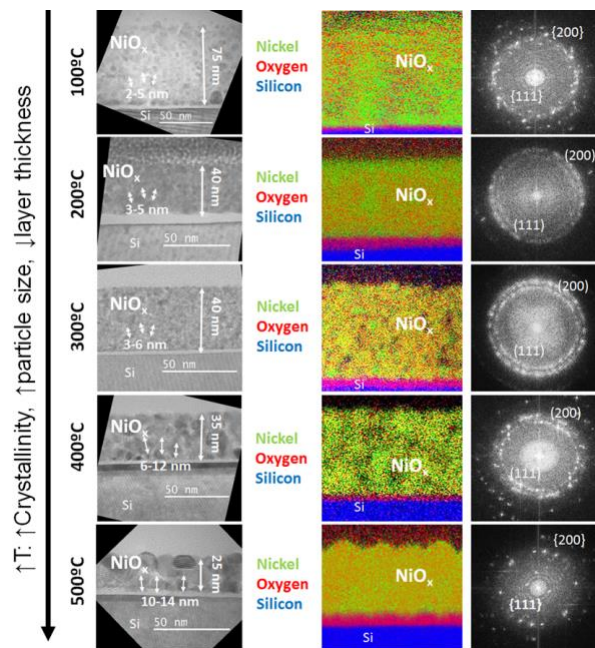 ↑T: ↑Crystallinity, ↑particle size, ↓layer thickness
100ºC
NiOₓ
75 nm
2-5 nm
Si
50 nm
Nickel
Oxygen
Silicon
NiOₓ
Si
{200}
{111}
200ºC
NiOₓ
40 nm
3-5 nm
50 nm
Si
Nickel
Oxygen
Silicon
NiOₓ
Si
(200)
(111)
300ºC
NiOₓ
40 nm
3-6 nm
Si
50 nm
Nickel
Oxygen
Silicon
NiOₓ
Si
(200)
(111)
400ºC
NiOₓ
35 nm
6-12 nm
50 nm
Si
Nickel
Oxygen
Silicon
NiOₓ
Si
(200)
(111)
500ºC
NiOₓ
25 nm
10-14 nm
Si
50 nm
Nickel
Oxygen
Silicon
NiOₓ
Si
{200}
{111}